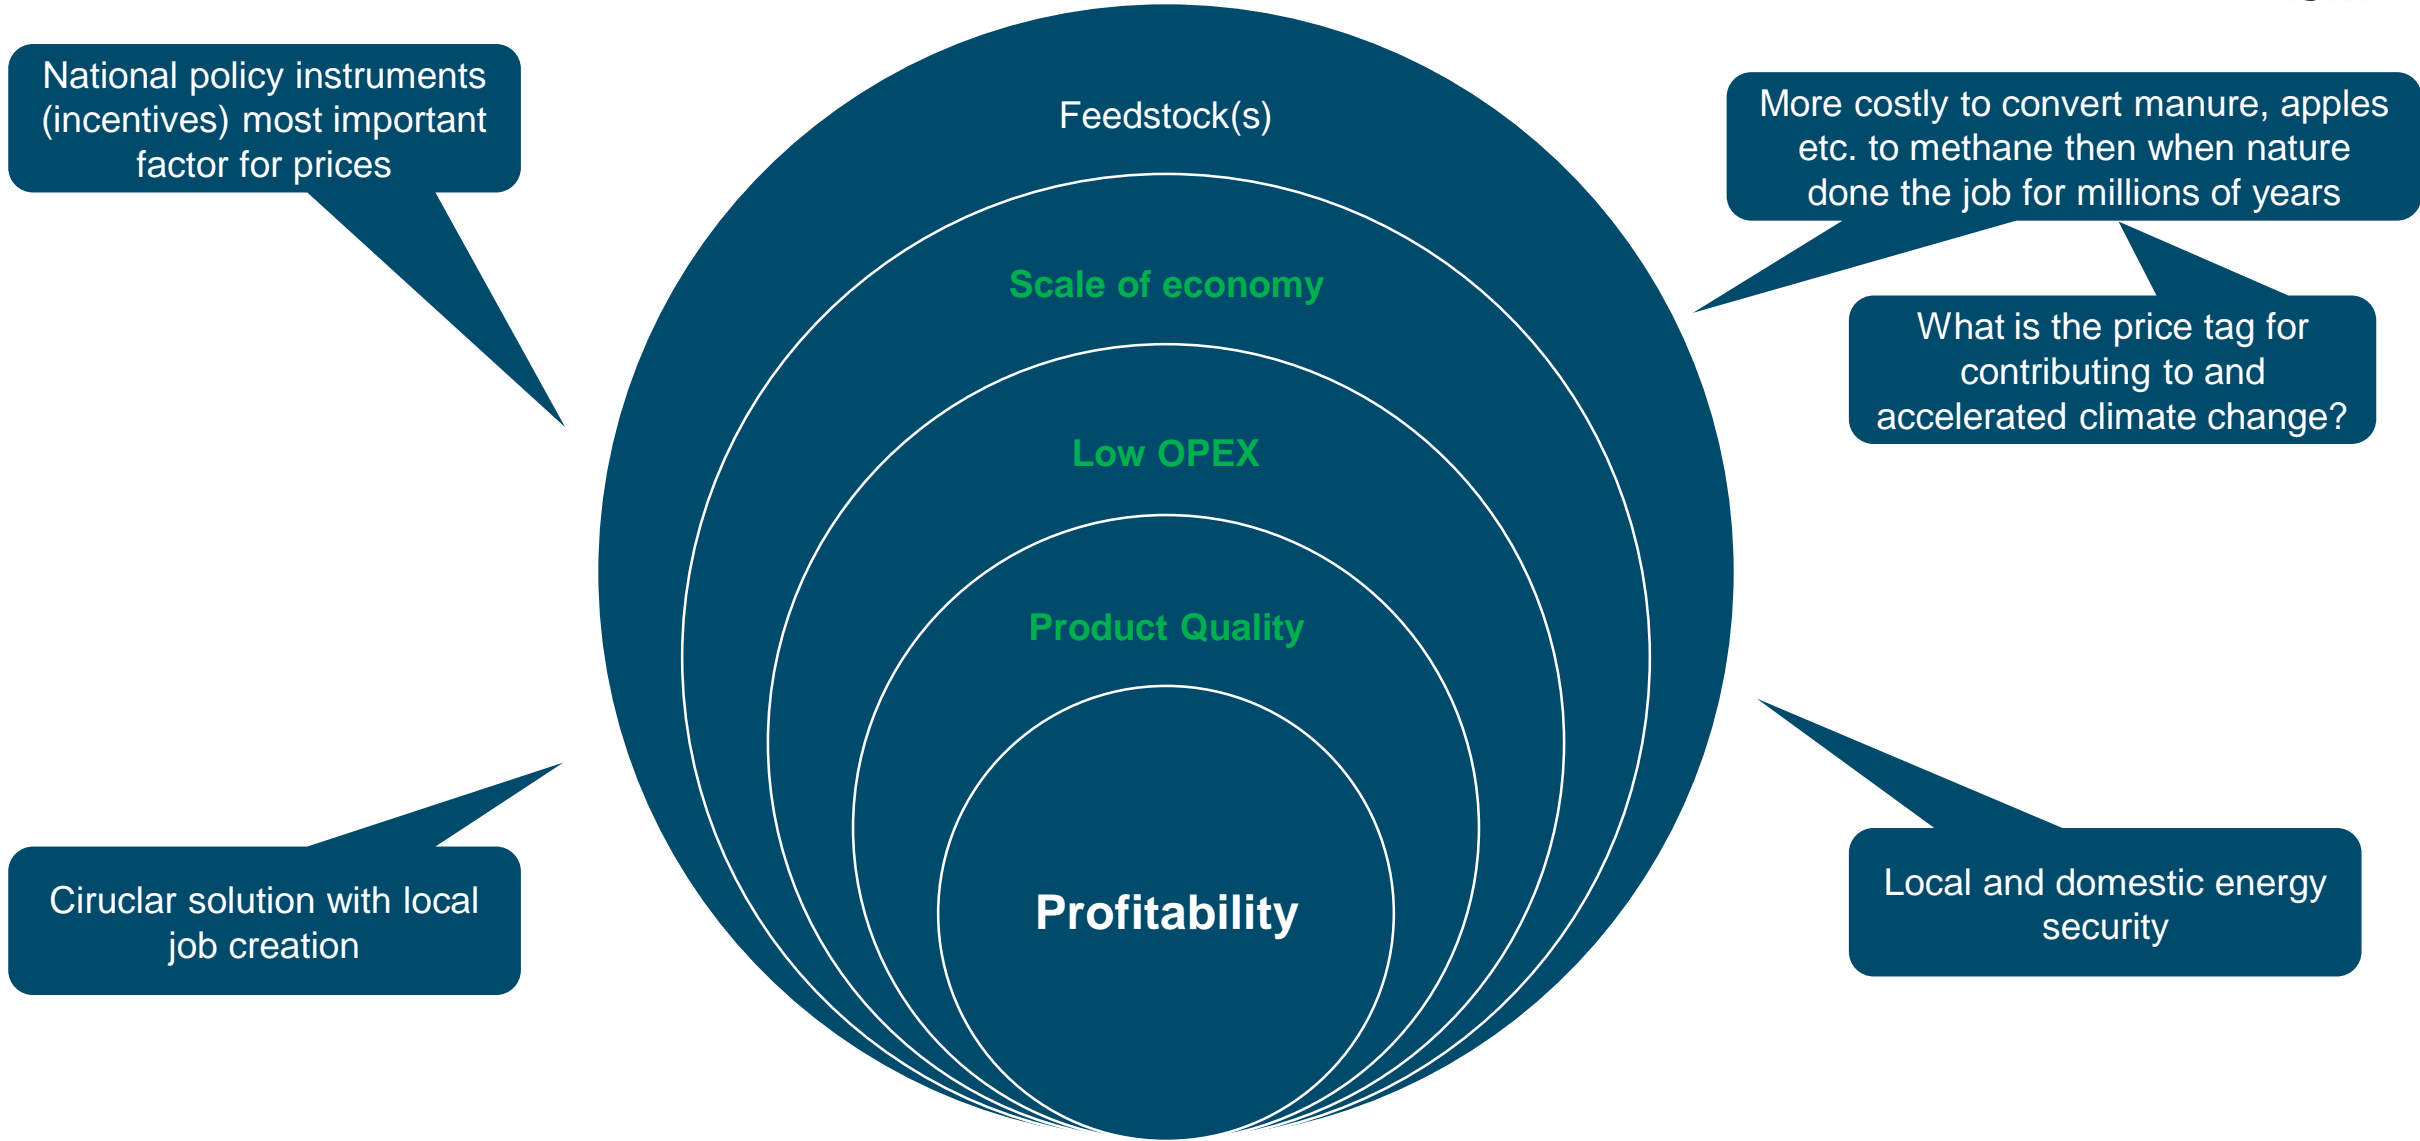 National policy instruments
(incentives) most important
factor for prices
Feedstock(s)
More costly to convert manure, apples
etc. to methane then when nature
done the job for millions of years
Scale of economy
What is the price tag for
contributing to and
accelerated climate change?
Low OPEX
Product Quality
Profitability
Ciruclar solution with local
job creation
Local and domestic energy
security